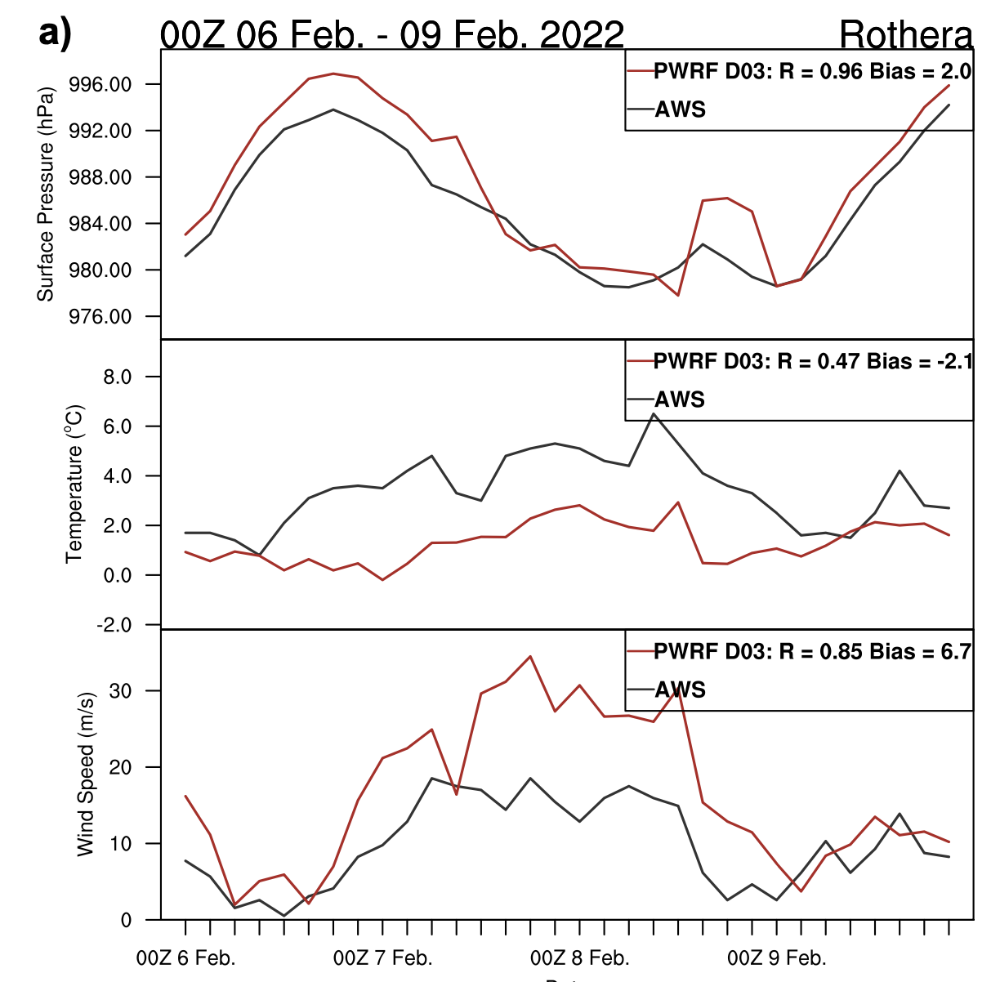 a)
00Z 06 Feb. - 09 Feb. 2022
Rothera
PWRF D03: R = 0.96 Bias = 2.0
AWS
Surface Pressure (hPa)
996.00
992.00
988.00
984.00
980.00
976.00
PWRF D03: R = 0.47 Bias = -2.1
AWS
Temperature (°C)
8.0
6.0
4.0
2.0
0.0
-2.0
PWRF D03: R = 0.85 Bias = 6.7
AWS
Wind Speed (m/s)
30
20
10
0
00Z 6 Feb.
00Z 7 Feb.
00Z 8 Feb.
00Z 9 Feb.